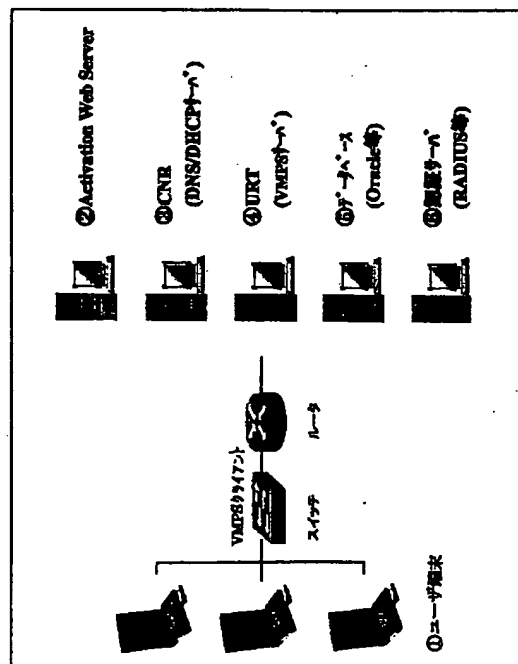 ②Activation Web Server
③CNR
(DNS/DHCPサーバ)
④URT
(VMPSサーバ)
⑤データベース
(Oracle等)
⑥認証サーバ
(RADIUS等)
VMPSクライアント
スイッチ
ルータ
①ユーザ端末